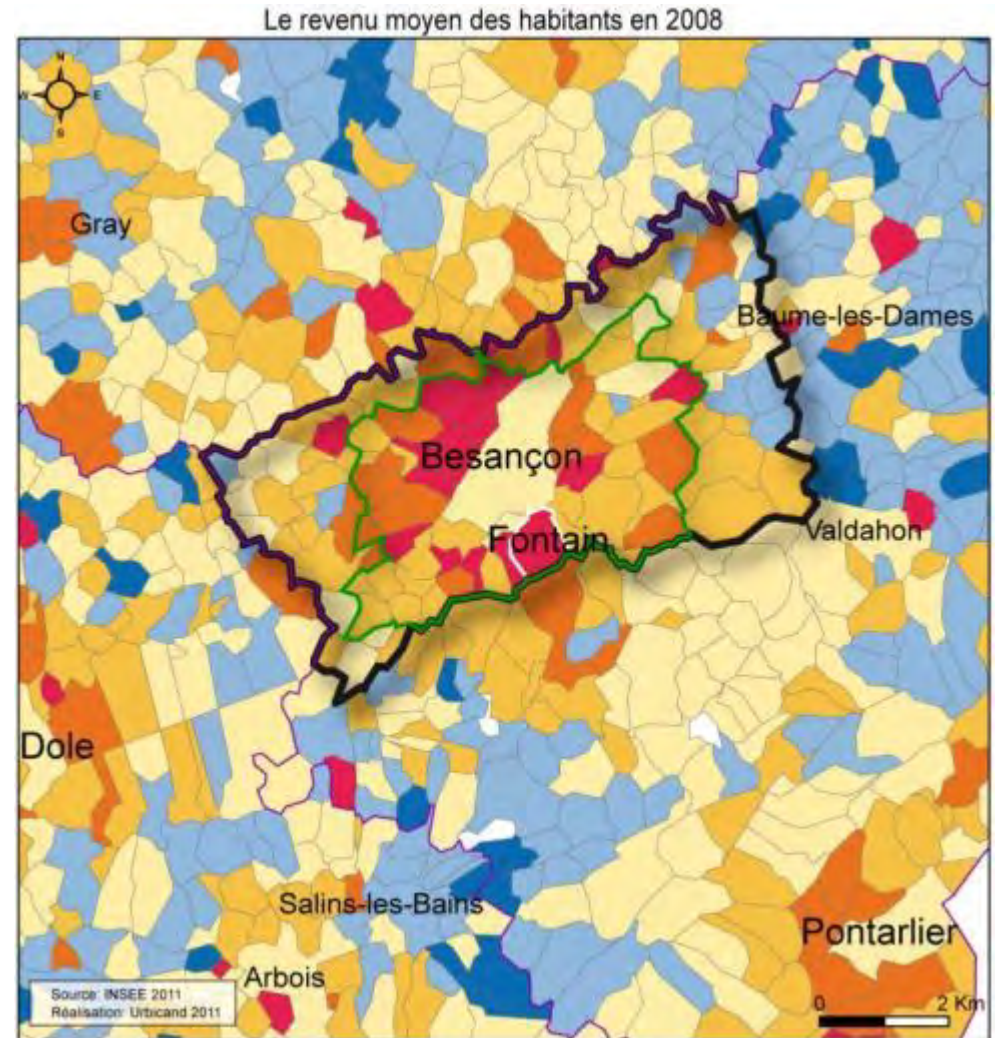 Le revenu moyen des habitants en 2008
N
W E
S
Gray
Baume-les-Dames
Besançon
Fontain
Valdahon
Dole
Salins-les-Bains
Pontarlier
Arbois
Source: INSEE 2011
Réalisation: Urbicand 2011
0 2 Km